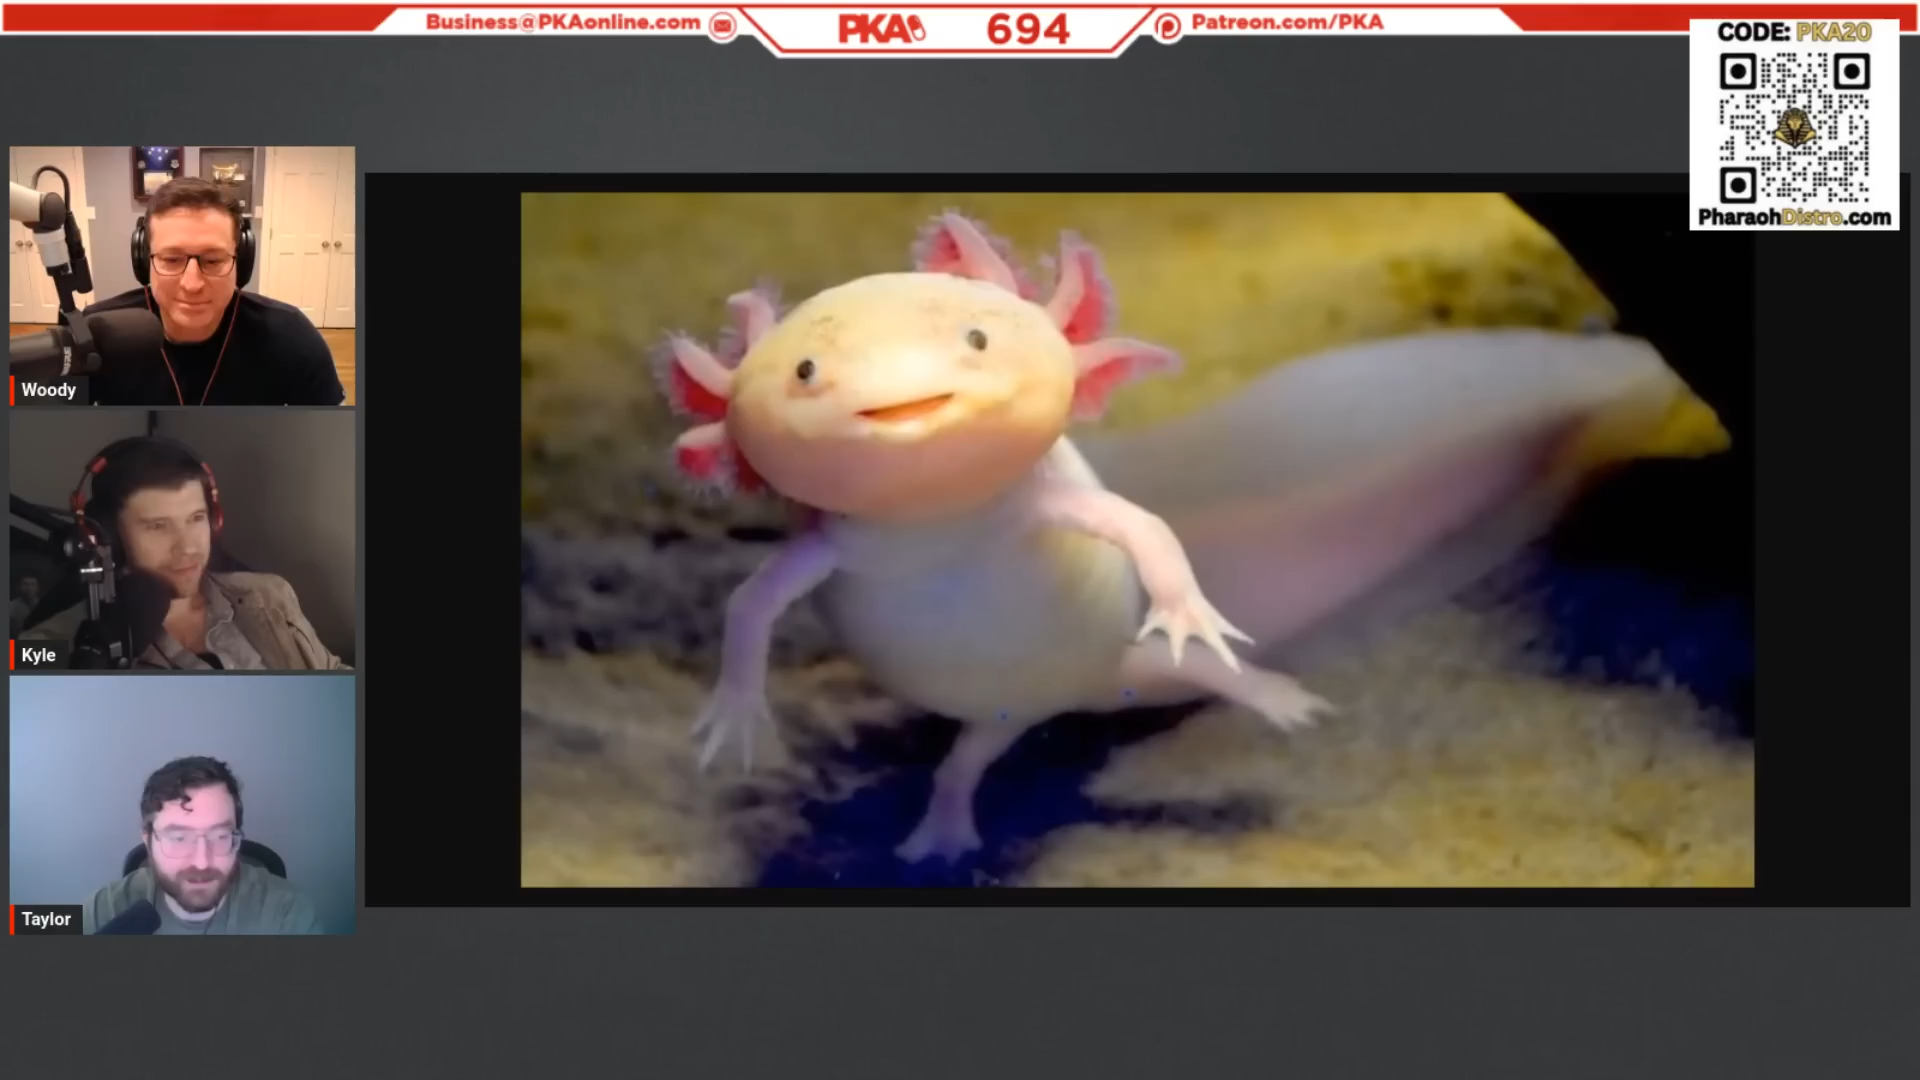 Business@PKAonline.com
PKA 694
Patreon.com/PKA
CODE: PKA20
PharaohDistro.com
Woody
Kyle
Taylor